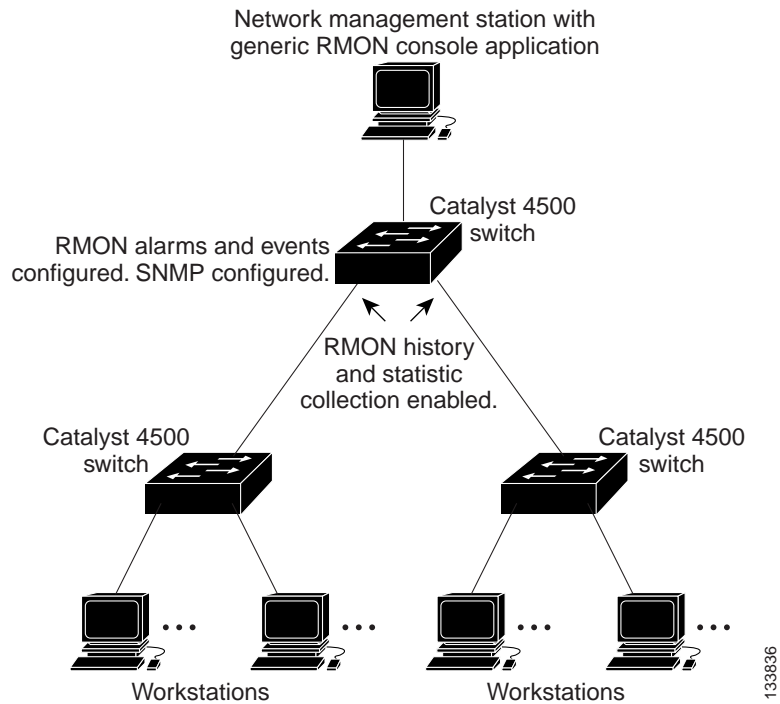 Network management station with
generic RMON console application
Catalyst 4500
switch
RMON alarms and events
configured. SNMP configured.
RMON history
and statistic
collection enabled.
Catalyst 4500
switch
Catalyst 4500
switch
Workstations
Workstations
133836